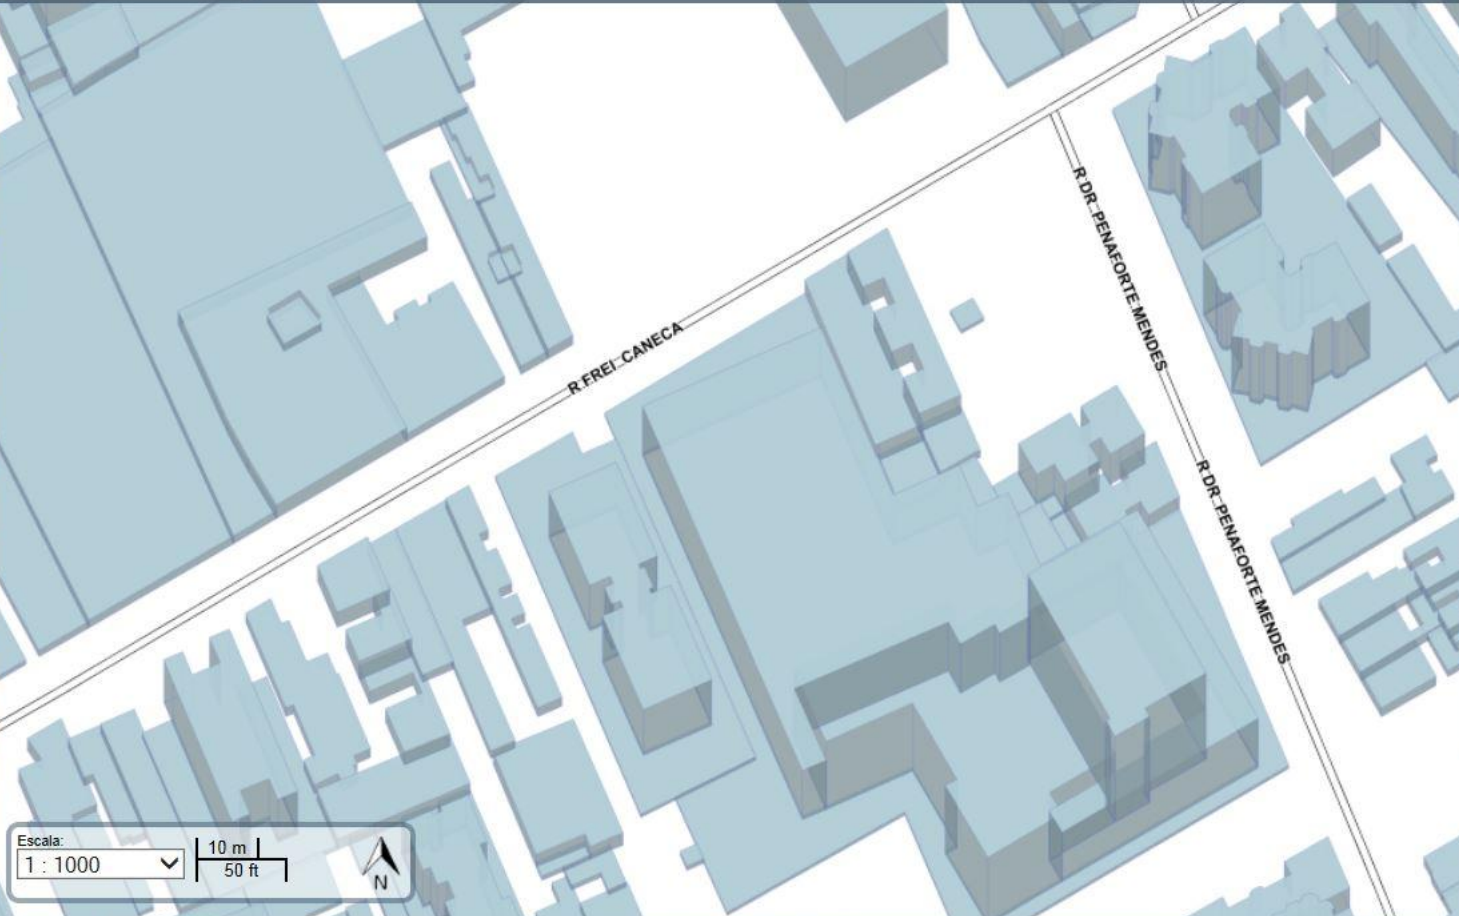 R DR PENAFORTE MENDES
R FREI CANECA
R DR PENAFORTE MENDES
Escala:
1 : 1000
10 m
50 ft
N